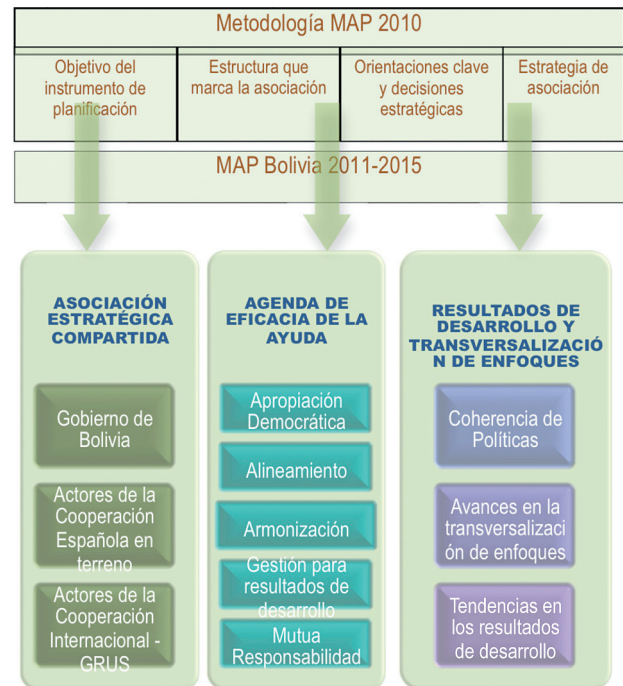 Metodología MAP 2010
Objetivo del
instrumento de
planificación
Estructura que
marca la asociación
Orientaciones clave
y decisiones
estratégicas
Estrategia de
asociación
MAP Bolivia 2011-2015
ASOCIACIÓN
ESTRATÉGICA
COMPARTIDA
Gobierno de
Bolivia
Actores de la
Cooperación
Española en
terreno
Actores de la
Cooperación
Internacional -
GRUS
AGENDA DE
EFICACIA DE LA
AYUDA
Apropiación
Democrática
Alineamiento
Armonización
Gestión para
resultados de
desarrollo
Mutua
Responsabilidad
RESULTADOS DE
DESARROLLO Y
TRANSVERSALIZACIÓ
N DE ENFOQUES
Coherencia de
Políticas
Avances en la
transversalizaci
ón de enfoques
Tendencias en
los resultados
de desarrollo